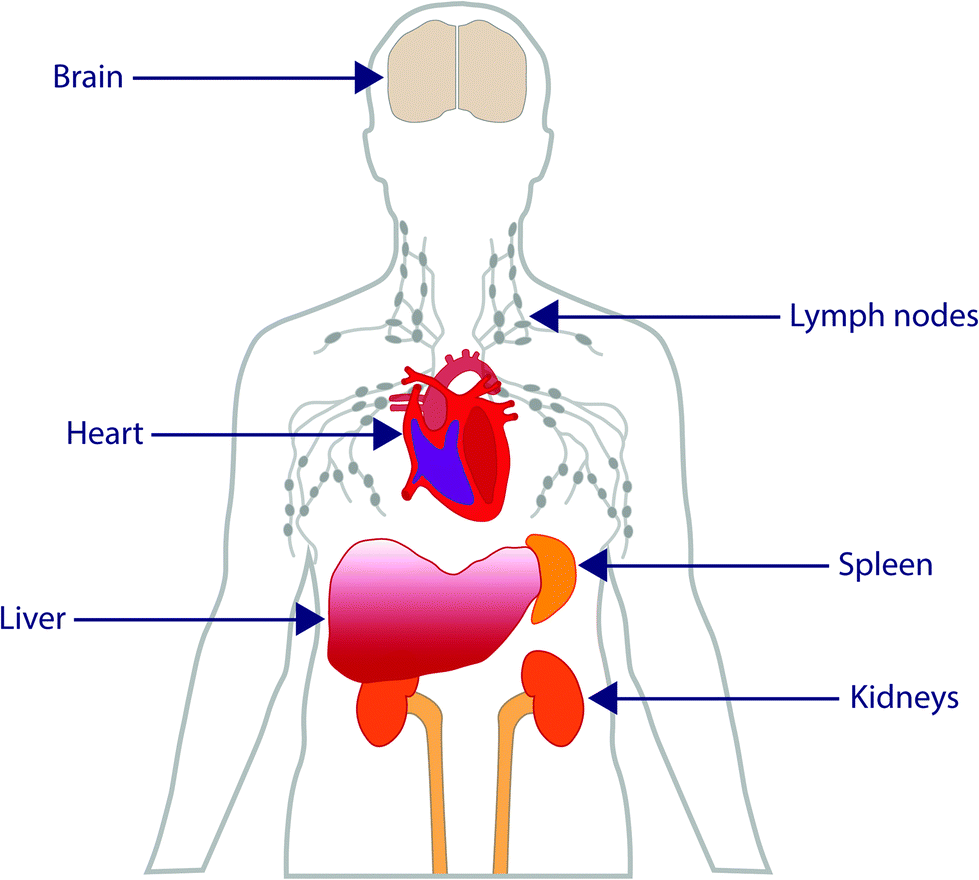 Brain
Lymph nodes
Heart
Spleen
Liver
Kidneys